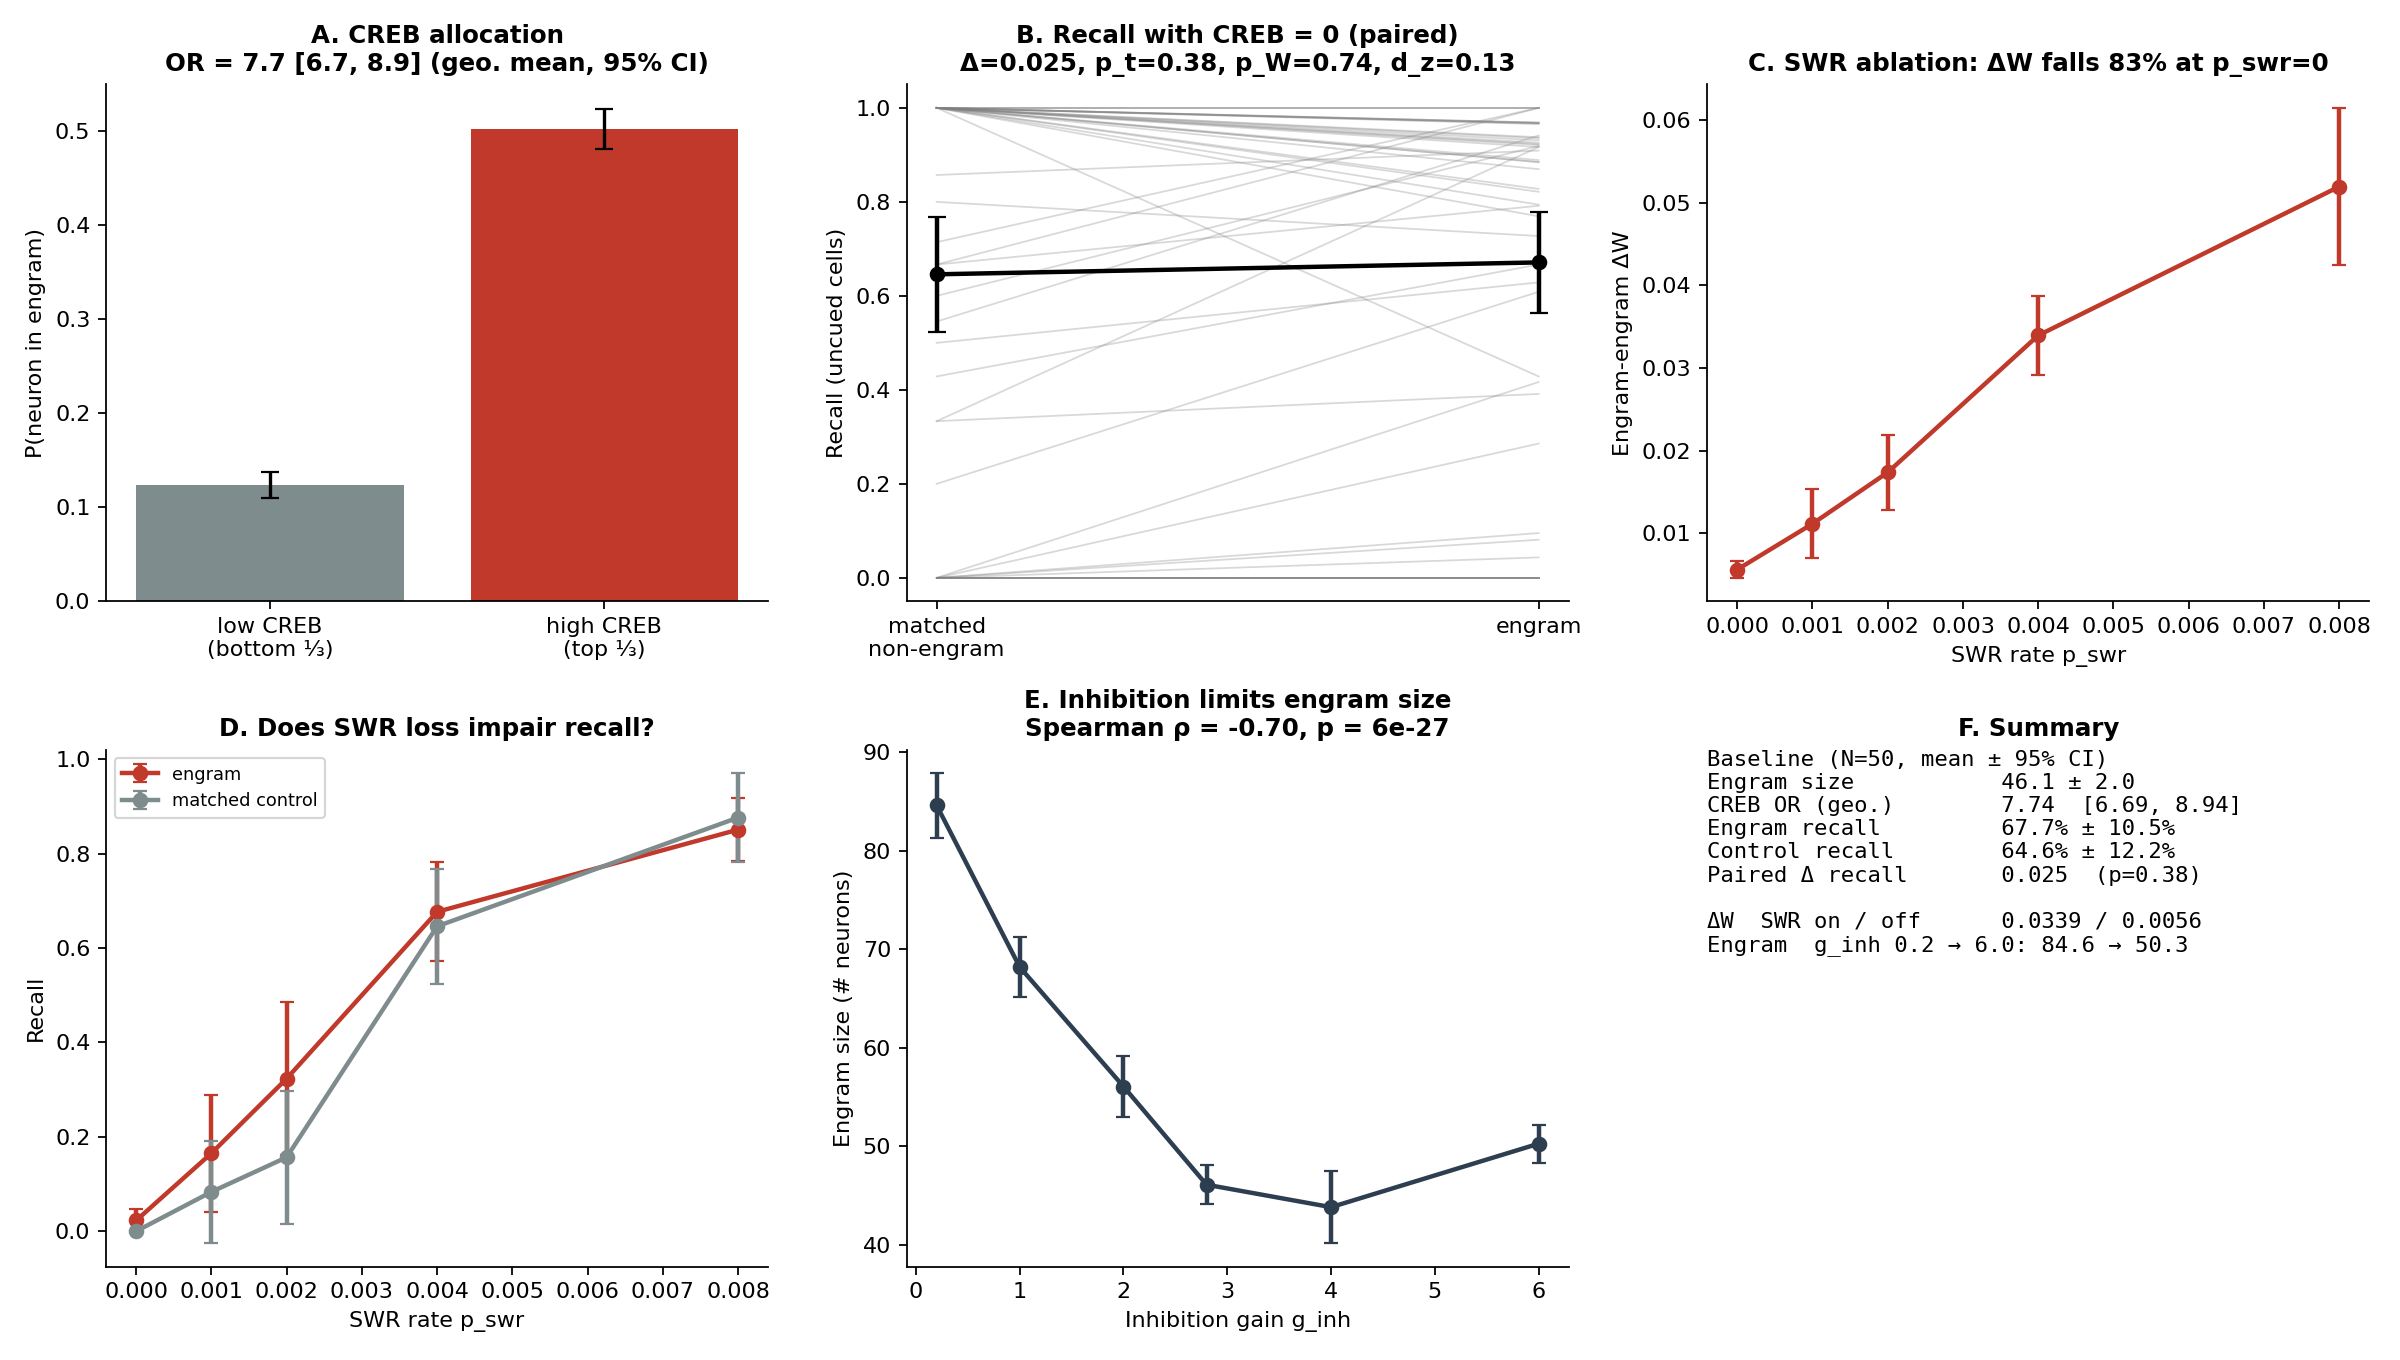 A. CREB allocation
OR = 7.7 [6.7, 8.9] (geo. mean, 95% CI)
P(neuron in engram)
0.5
0.4
0.3
0.2
0.1
0.0
low CREB
(bottom ⅓)
high CREB
(top ⅓)
B. Recall with CREB = 0 (paired)
Δ=0.025, p_t=0.38, p_W=0.74, d_z=0.13
Recall (uncued cells)
1.0
0.8
0.6
0.4
0.2
0.0
matched
non-engram
engram
C. SWR ablation: ΔW falls 83% at p_swr=0
Engram-engram ΔW
0.06
0.05
0.04
0.03
0.02
0.01
0.000 0.001 0.002 0.003 0.004 0.005 0.006 0.007 0.008
SWR rate p_swr
D. Does SWR loss impair recall?
engram
matched control
Recall
1.0
0.8
0.6
0.4
0.2
0.0
0.000 0.001 0.002 0.003 0.004 0.005 0.006 0.007 0.008
SWR rate p_swr
E. Inhibition limits engram size
Spearman ρ = -0.70, p = 6e-27
Engram size (# neurons)
90
80
70
60
50
40
0 1 2 3 4 5 6
Inhibition gain g_inh
F. Summary
Baseline (N=50, mean ± 95% CI)
Engram size 46.1 ± 2.0
CREB OR (geo.) 7.74 [6.69, 8.94]
Engram recall 67.7% ± 10.5%
Control recall 64.6% ± 12.2%
Paired Δ recall 0.025 (p=0.38)
ΔW SWR on / off 0.0339 / 0.0056
Engram g_inh 0.2 → 6.0: 84.6 → 50.3